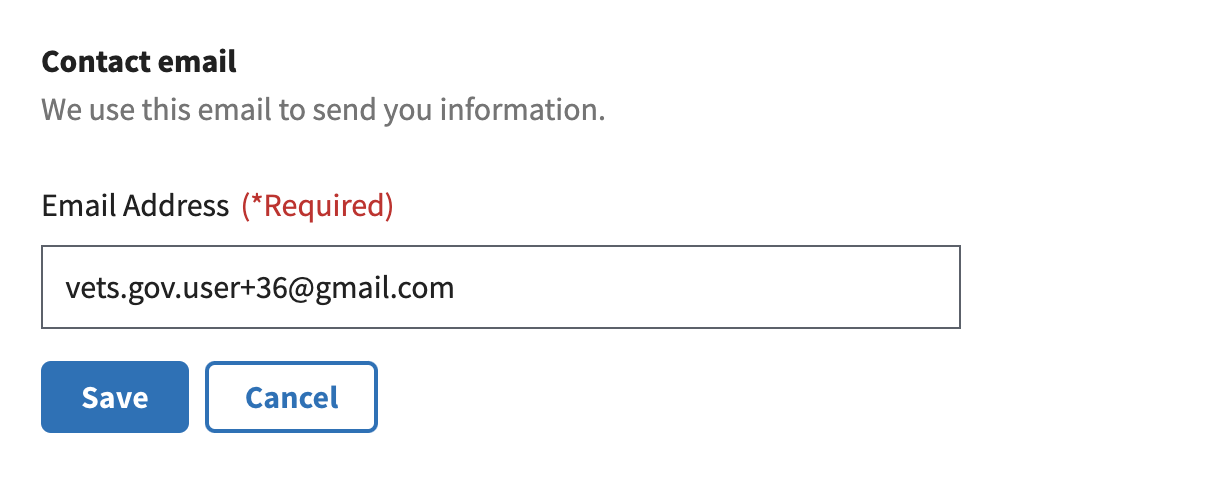 Contact email
We use this email to send you information.
Email Address (*Required)
vets.gov.user+36@gmail.com
Save Cancel